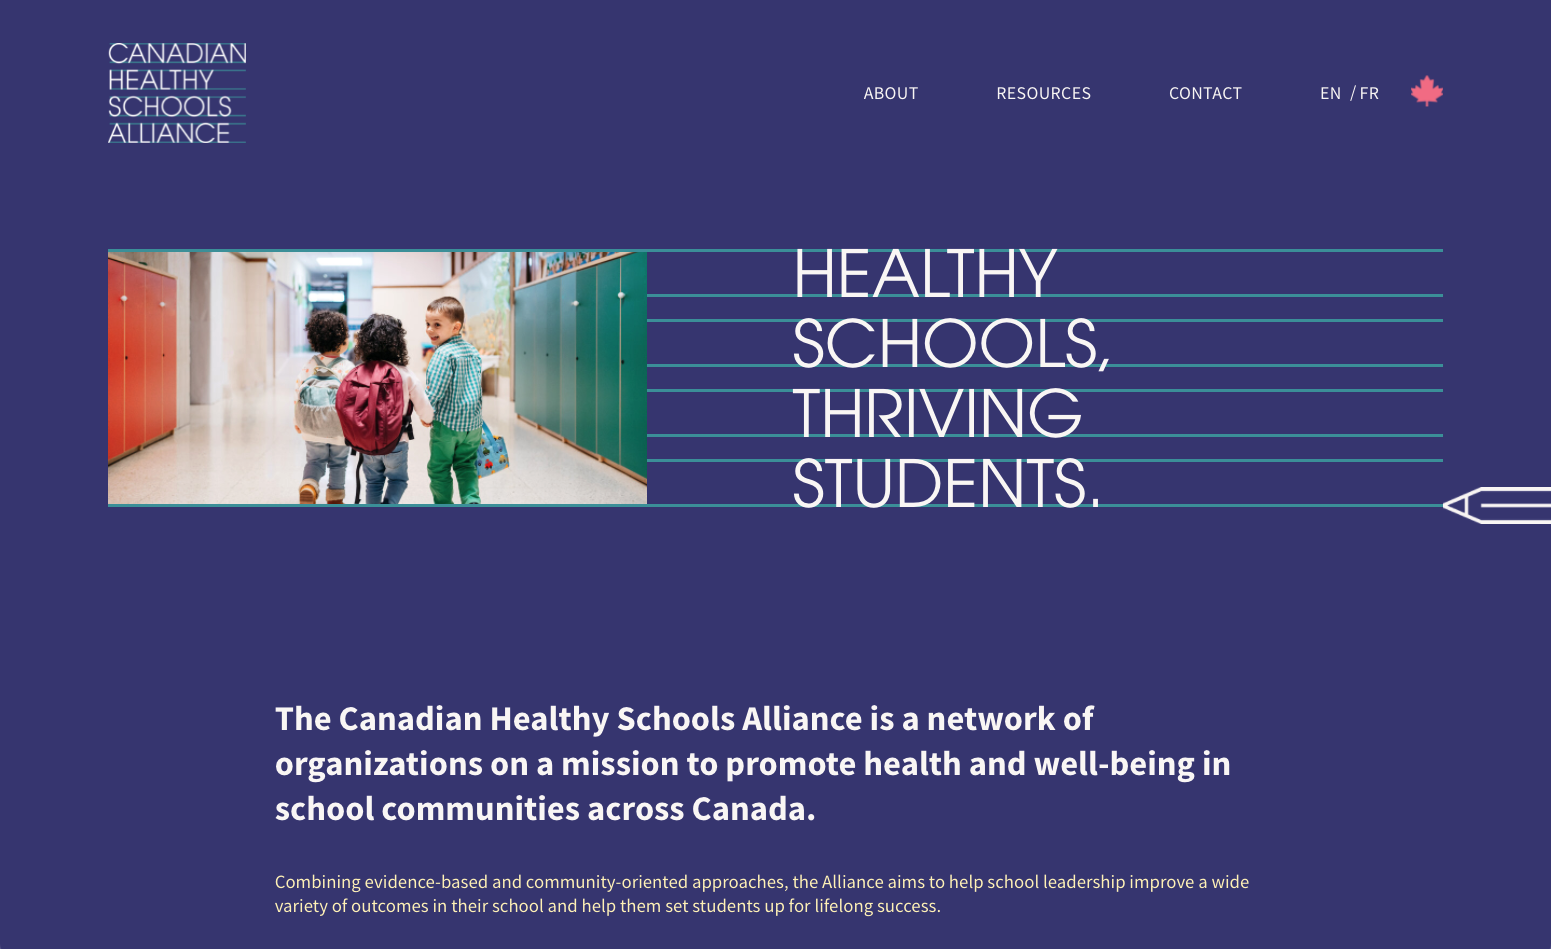 CANADIAN
HEALTHY
SCHOOLS
ALLIANCE
ABOUT RESOURCES CONTACT EN / FR
HEALTHY
SCHOOLS,
THRIVING
STUDENTS.
The Canadian Healthy Schools Alliance is a network of
organizations on a mission to promote health and well-being in
school communities across Canada.
Combining evidence-based and community-oriented approaches, the Alliance aims to help school leadership improve a wide
variety of outcomes in their school and help them set students up for lifelong success.